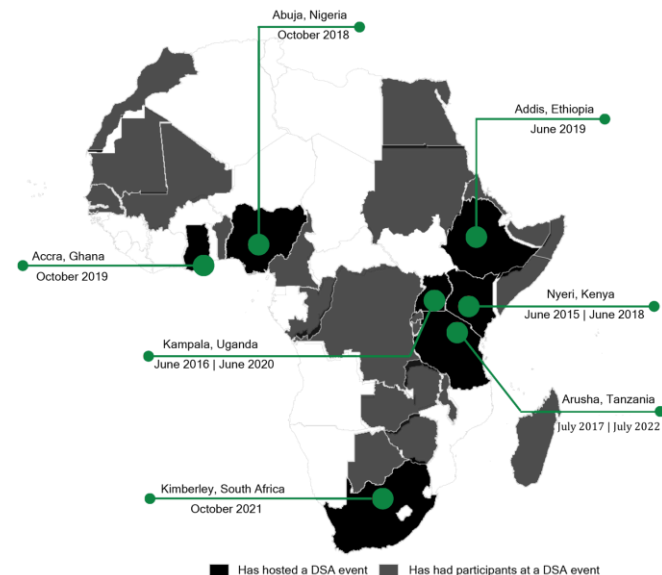 Abuja, Nigeria
October 2018
Addis, Ethiopia
June 2019
Accra, Ghana
October 2019
Nyeri, Kenya
June 2015 | June 2018
Kampala, Uganda
June 2016 | June 2020
Arusha, Tanzania
July 2017 | July 2022
Kimberley, South Africa
October 2021
Has hosted a DSA event
Has had participants at a DSA event